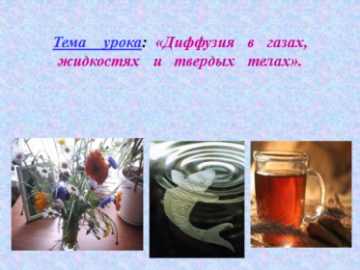 Тема урока: «Диффузия в газах,
жидкостях и твердых телах».